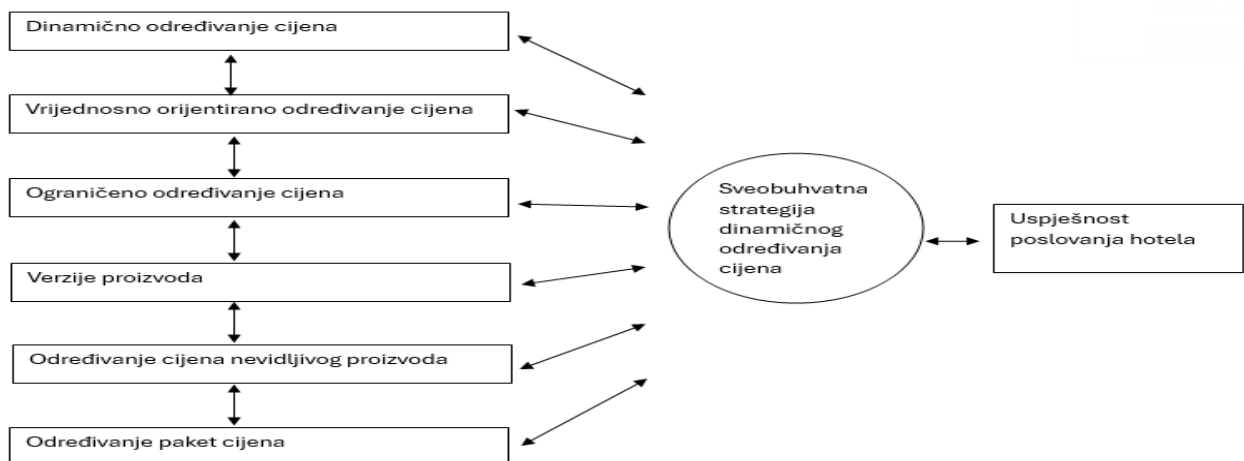 Dinamično određivanje cijena
Vrijednosno orijentirano određivanje cijena
Ograničeno određivanje cijena
Verzije proizvoda
Određivanje cijena nevidljivog proizvoda
Određivanje paket cijena
Sveobuhvatna
strategija
dinamičnog
određivanja
cijena
Uspješnost
poslovanja hotela